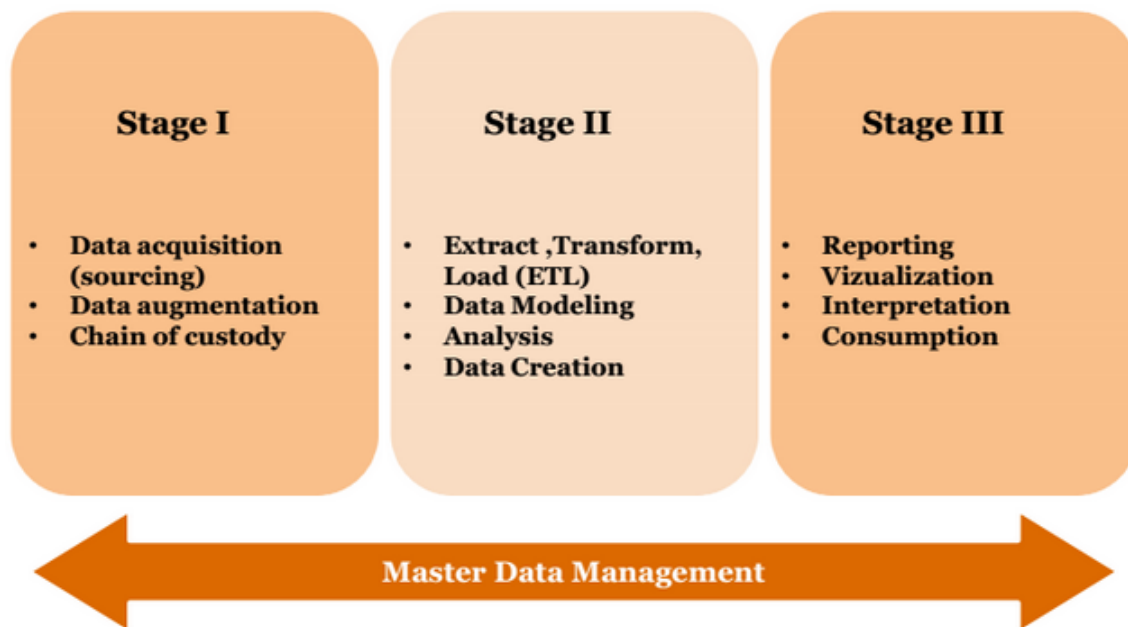 Stage I
• Data acquisition
(sourcing)
• Data augmentation
• Chain of custody
Stage II
• Extract ,Transform,
Load (ETL)
• Data Modeling
• Analysis
• Data Creation
Stage III
• Reporting
• Vizualization
• Interpretation
• Consumption
Master Data Management